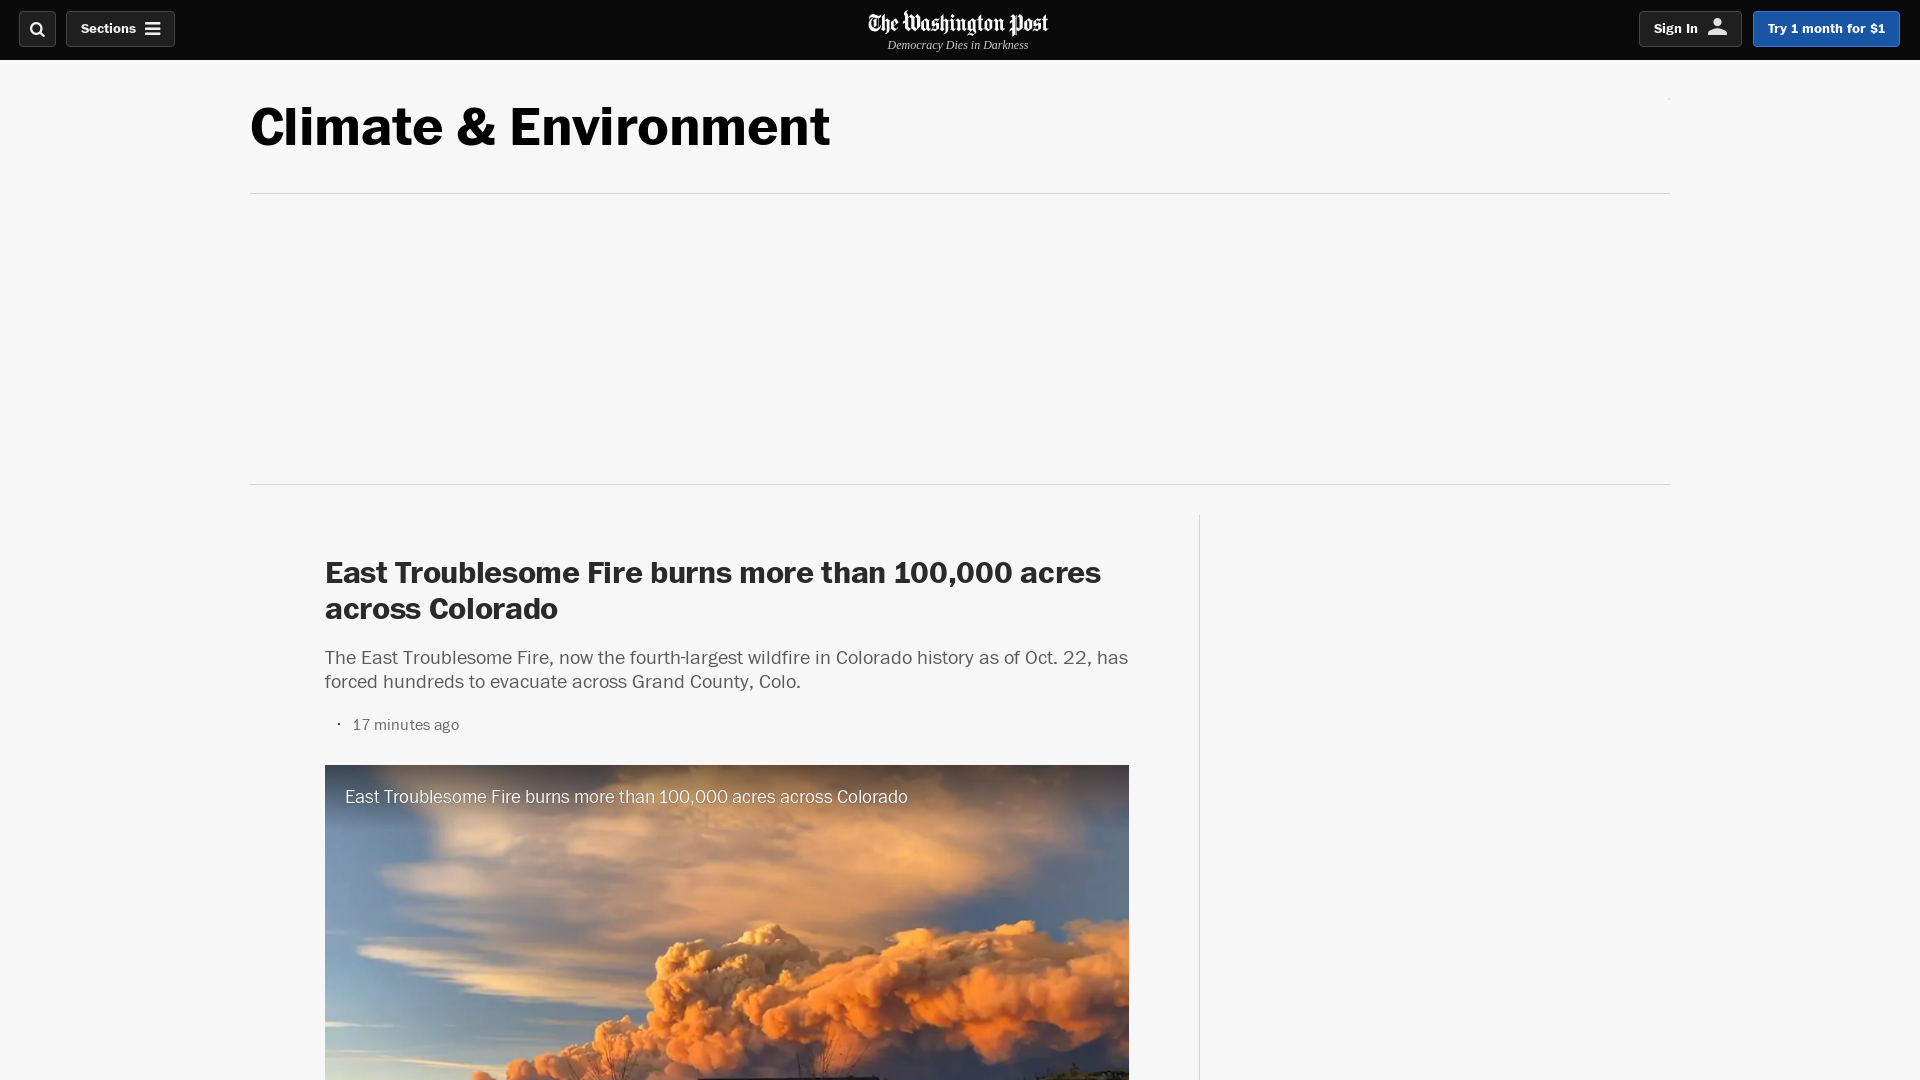 Sections
The Washington Post
Democracy Dies in Darkness
Sign In
Try 1 month for $1
Climate & Environment
East Troublesome Fire burns more than 100,000 acres
across Colorado
The East Troublesome Fire, now the fourth-largest wildfire in Colorado history as of Oct. 22, has
forced hundreds to evacuate across Grand County, Colo.
· 17 minutes ago
East Troublesome Fire burns more than 100,000 acres across Colorado